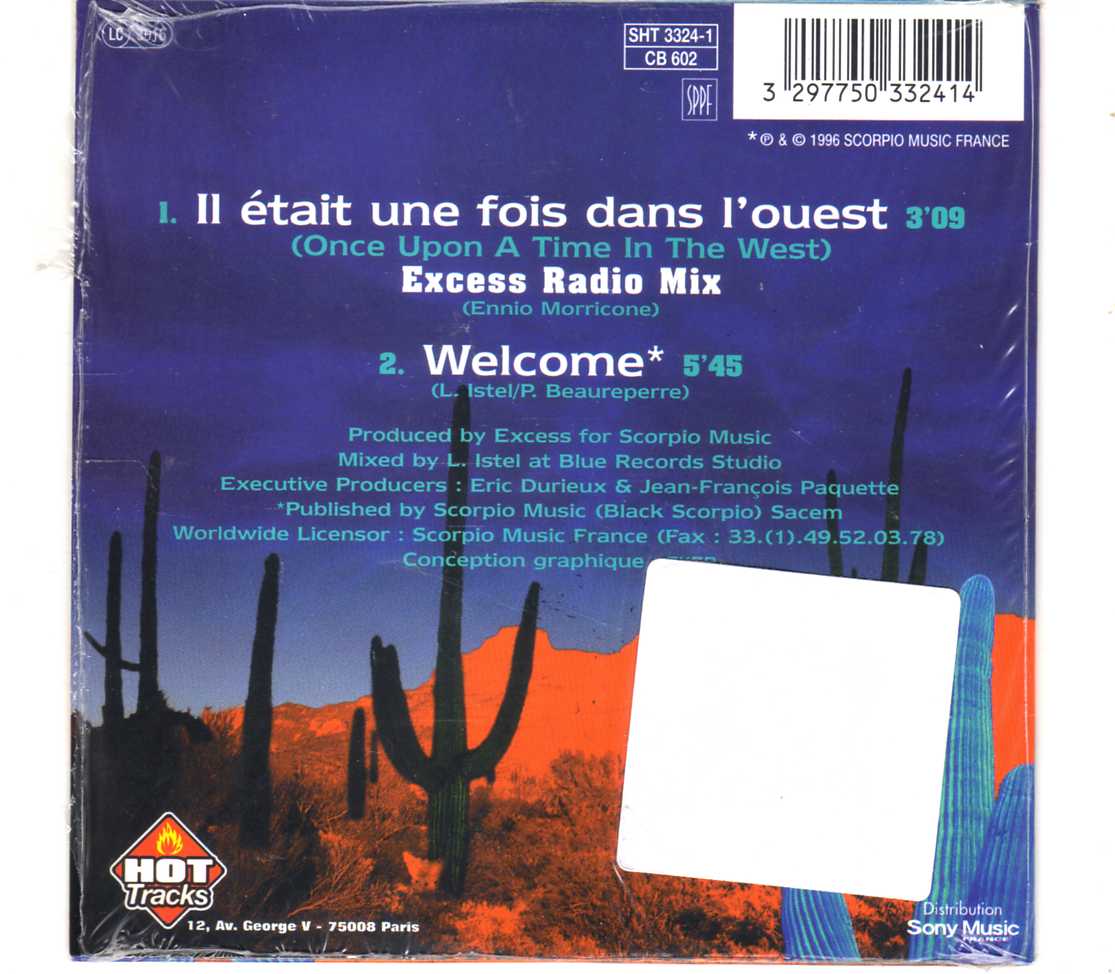 LC
SHT 3324-1
CB 602
SPPF
3 297750 332414
*℗ & © 1996 SCORPIO MUSIC FRANCE
1. Il était une fois dans l'ouest 3'09
(Once Upon A Time In The West)
Excess Radio Mix
(Ennio Morricone)
2. Welcome* 5'45
(L. Istel/P. Beaureperre)
Produced by Excess for Scorpio Music
Mixed by L. Istel at Blue Records Studio
Executive Producers : Eric Durieux & Jean-François Paquette
*Published by Scorpio Music (Black Scorpio) Sacem
Worldwide Licensor : Scorpio Music France (Fax : 33.(1).49.52.03.78)
Conception graphique
HOT
Tracks
12, Av. George V - 75008 Paris
Distribution
Sony Music
FRANCE